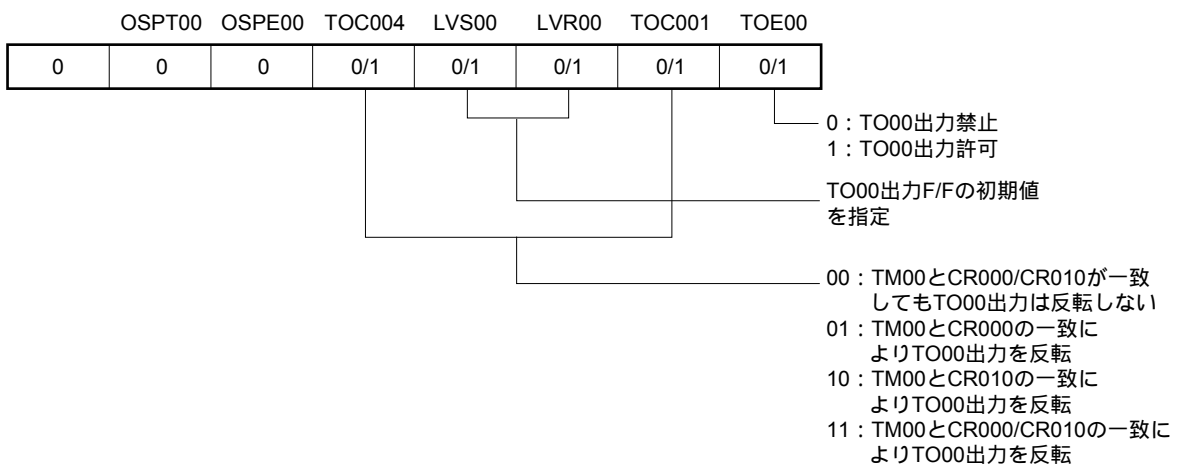 OSPT00 OSPE00 TOC004 LVS00 LVR00 TOC001 TOE00
0 0 0 0/1 0/1 0/1 0/1 0/1
0：TO00出力禁止
1：TO00出力許可
TO00出力F/Fの初期値
を指定
00：TM00とCR000/CR010が一致
してもTO00出力は反転しない
01：TM00とCR000の一致に
よりTO00出力を反転
10：TM00とCR010の一致に
よりTO00出力を反転
11：TM00とCR000/CR010の一致に
よりTO00出力を反転